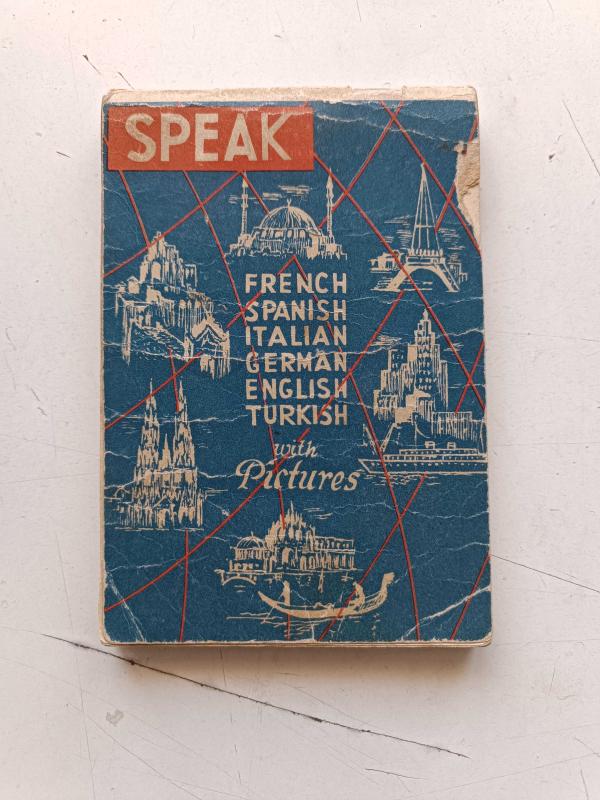 SPEAK
FRENCH
SPANISH
ITALIAN
GERMAN
ENGLISH
TURKISH
with
Pictures